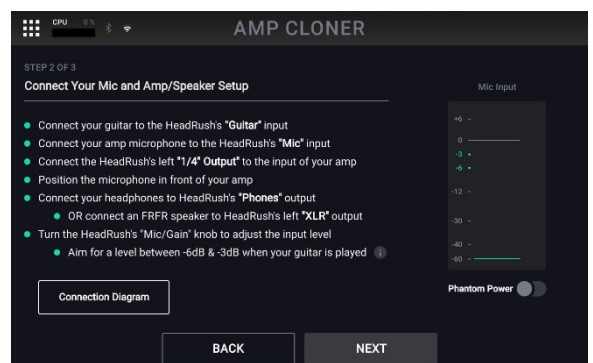 CPU 0 %
AMP CLONER
STEP 2 OF 3
Connect Your Mic and Amp/Speaker Setup
Connect your guitar to the HeadRush's "Guitar" input
Connect your amp microphone to the HeadRush's "Mic" input
Connect the HeadRush's left "1/4" Output" to the input of your amp
Position the microphone in front of your amp
Connect your headphones to HeadRush's "Phones" output
OR connect an FRFR speaker to HeadRush's left "XLR" output
Turn the HeadRush's "Mic/Gain" knob to adjust the input level
Aim for a level between -6dB & -3dB when your guitar is played
Connection Diagram
Mic Input
+6
0
-3
-6
-12
-30
-40
-60
Phantom Power
BACK
NEXT